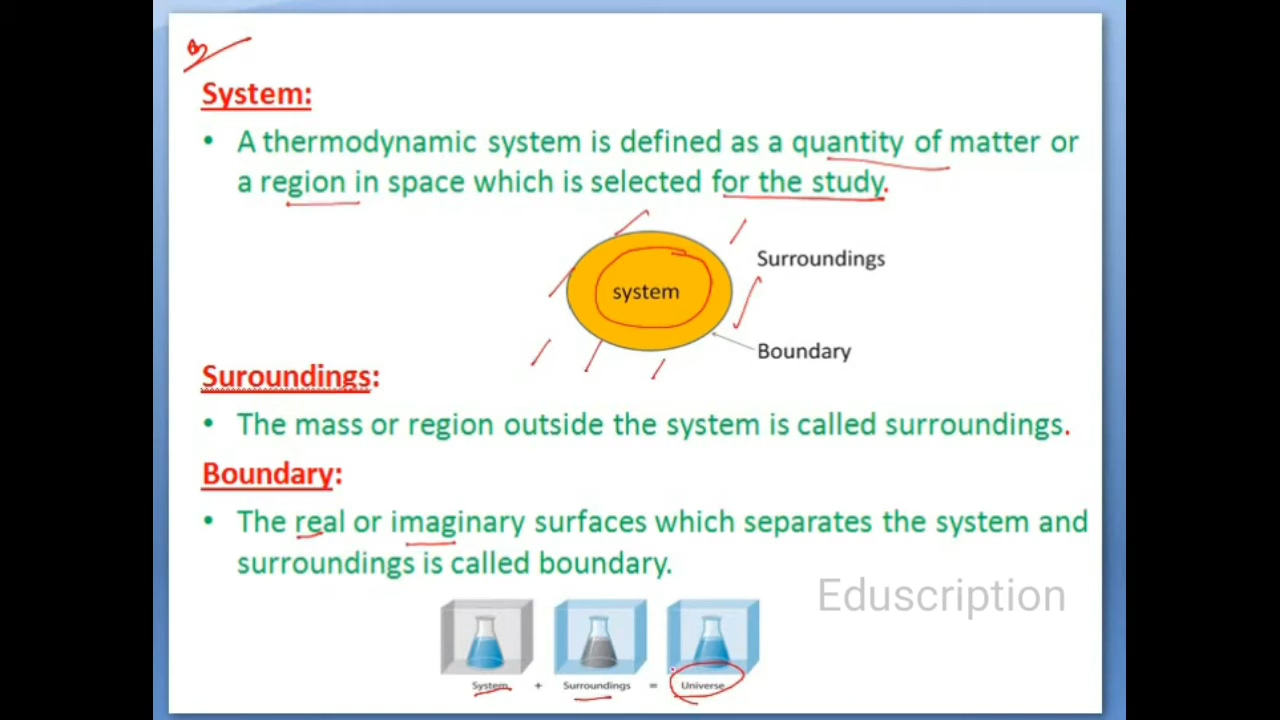 System:
• A thermodynamic system is defined as a quantity of matter or
a region in space which is selected for the study.
Surroundings
system
Boundary
Suroundings:
• The mass or region outside the system is called surroundings.
Boundary:
• The real or imaginary surfaces which separates the system and
surroundings is called boundary.
Eduscription
System + Surroundings = Universe